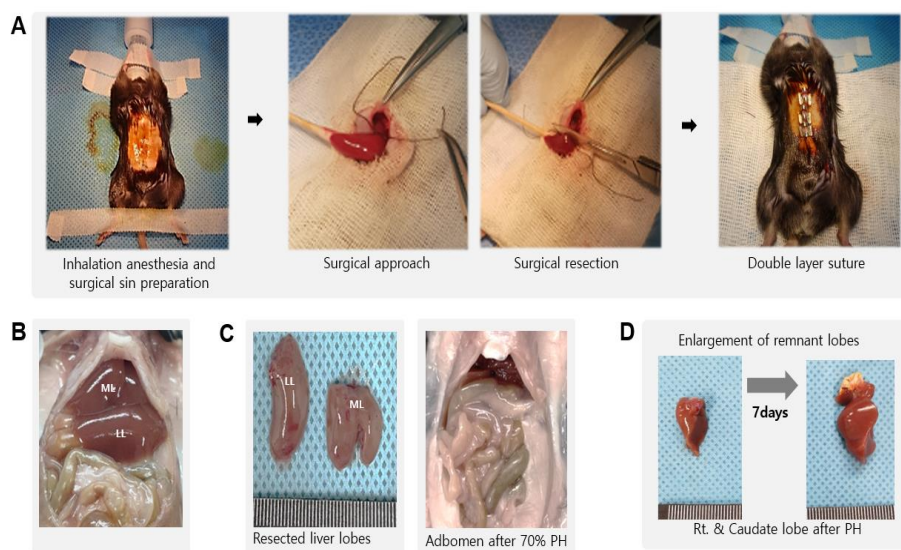 A
Inhalation anesthesia and
surgical sin preparation
Surgical approach
Surgical resection
Double layer suture
B
ML
LL
C
LL
ML
Resected liver lobes
Adbomen after 70% PH
D
Enlargement of remnant lobes
7days
Rt. & Caudate lobe after PH